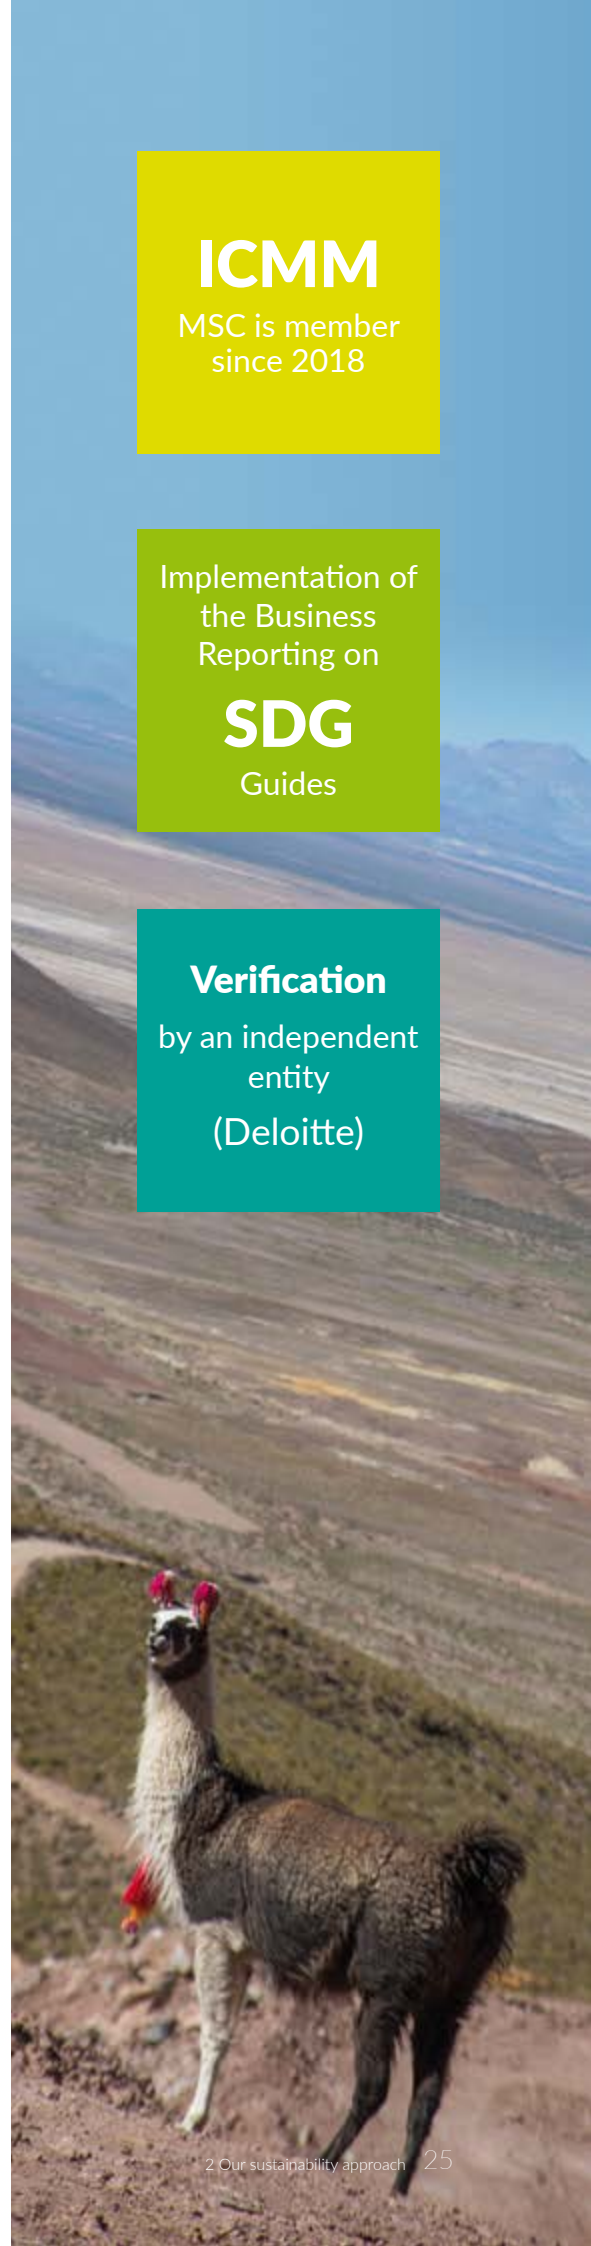 ICMM
MSC is member
since 2018
Implementation of
the Business
Reporting on
SDG
Guides
Verification
by an independent
entity
(Deloitte)
2 Our sustainability approach 25